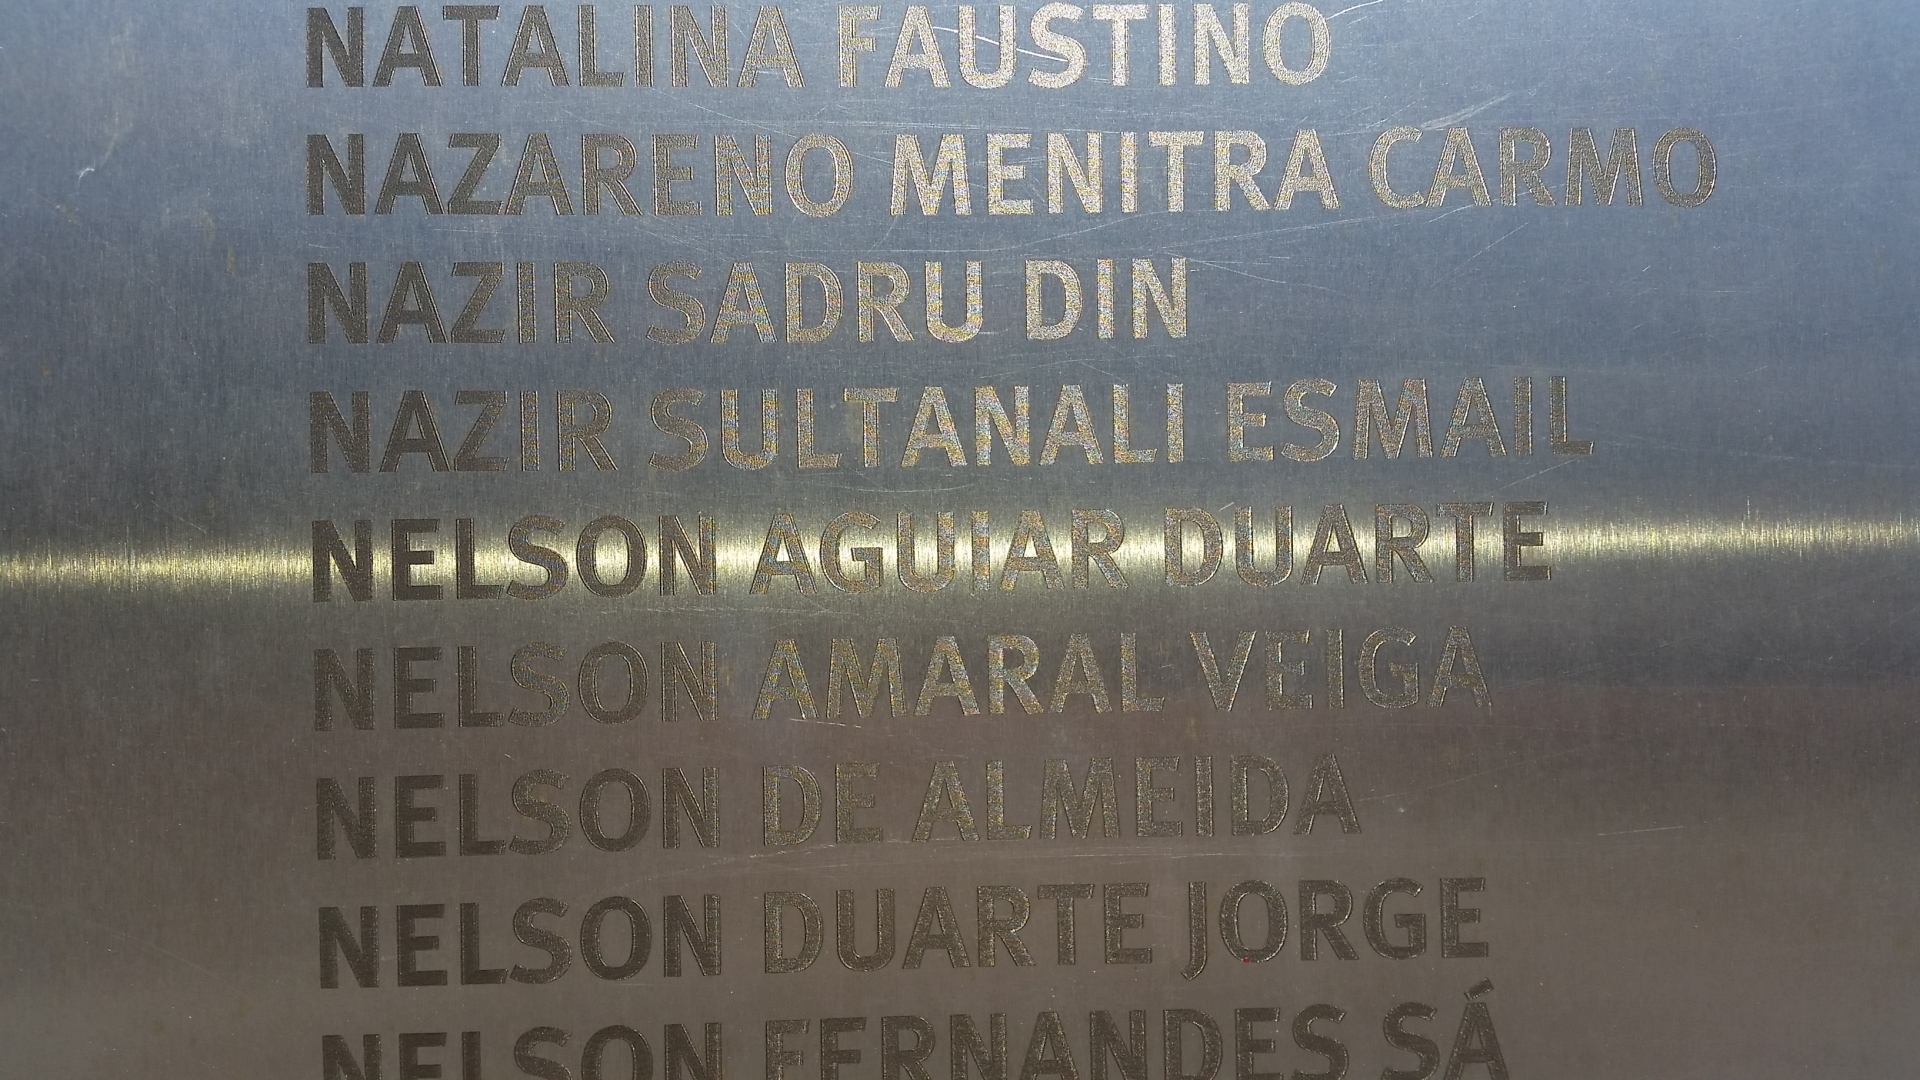 NATALINA FAUSTINO
NAZARENO MENITRA CARMO
NAZIR SADRU DIN
NAZIR SULTANALI ESMAIL
NELSON AGUIAR DUARTE
NELSON AMARAL VEIGA
NELSON DE ALMEIDA
NELSON DUARTE JORGE
NELSON FERNANDES SÁ